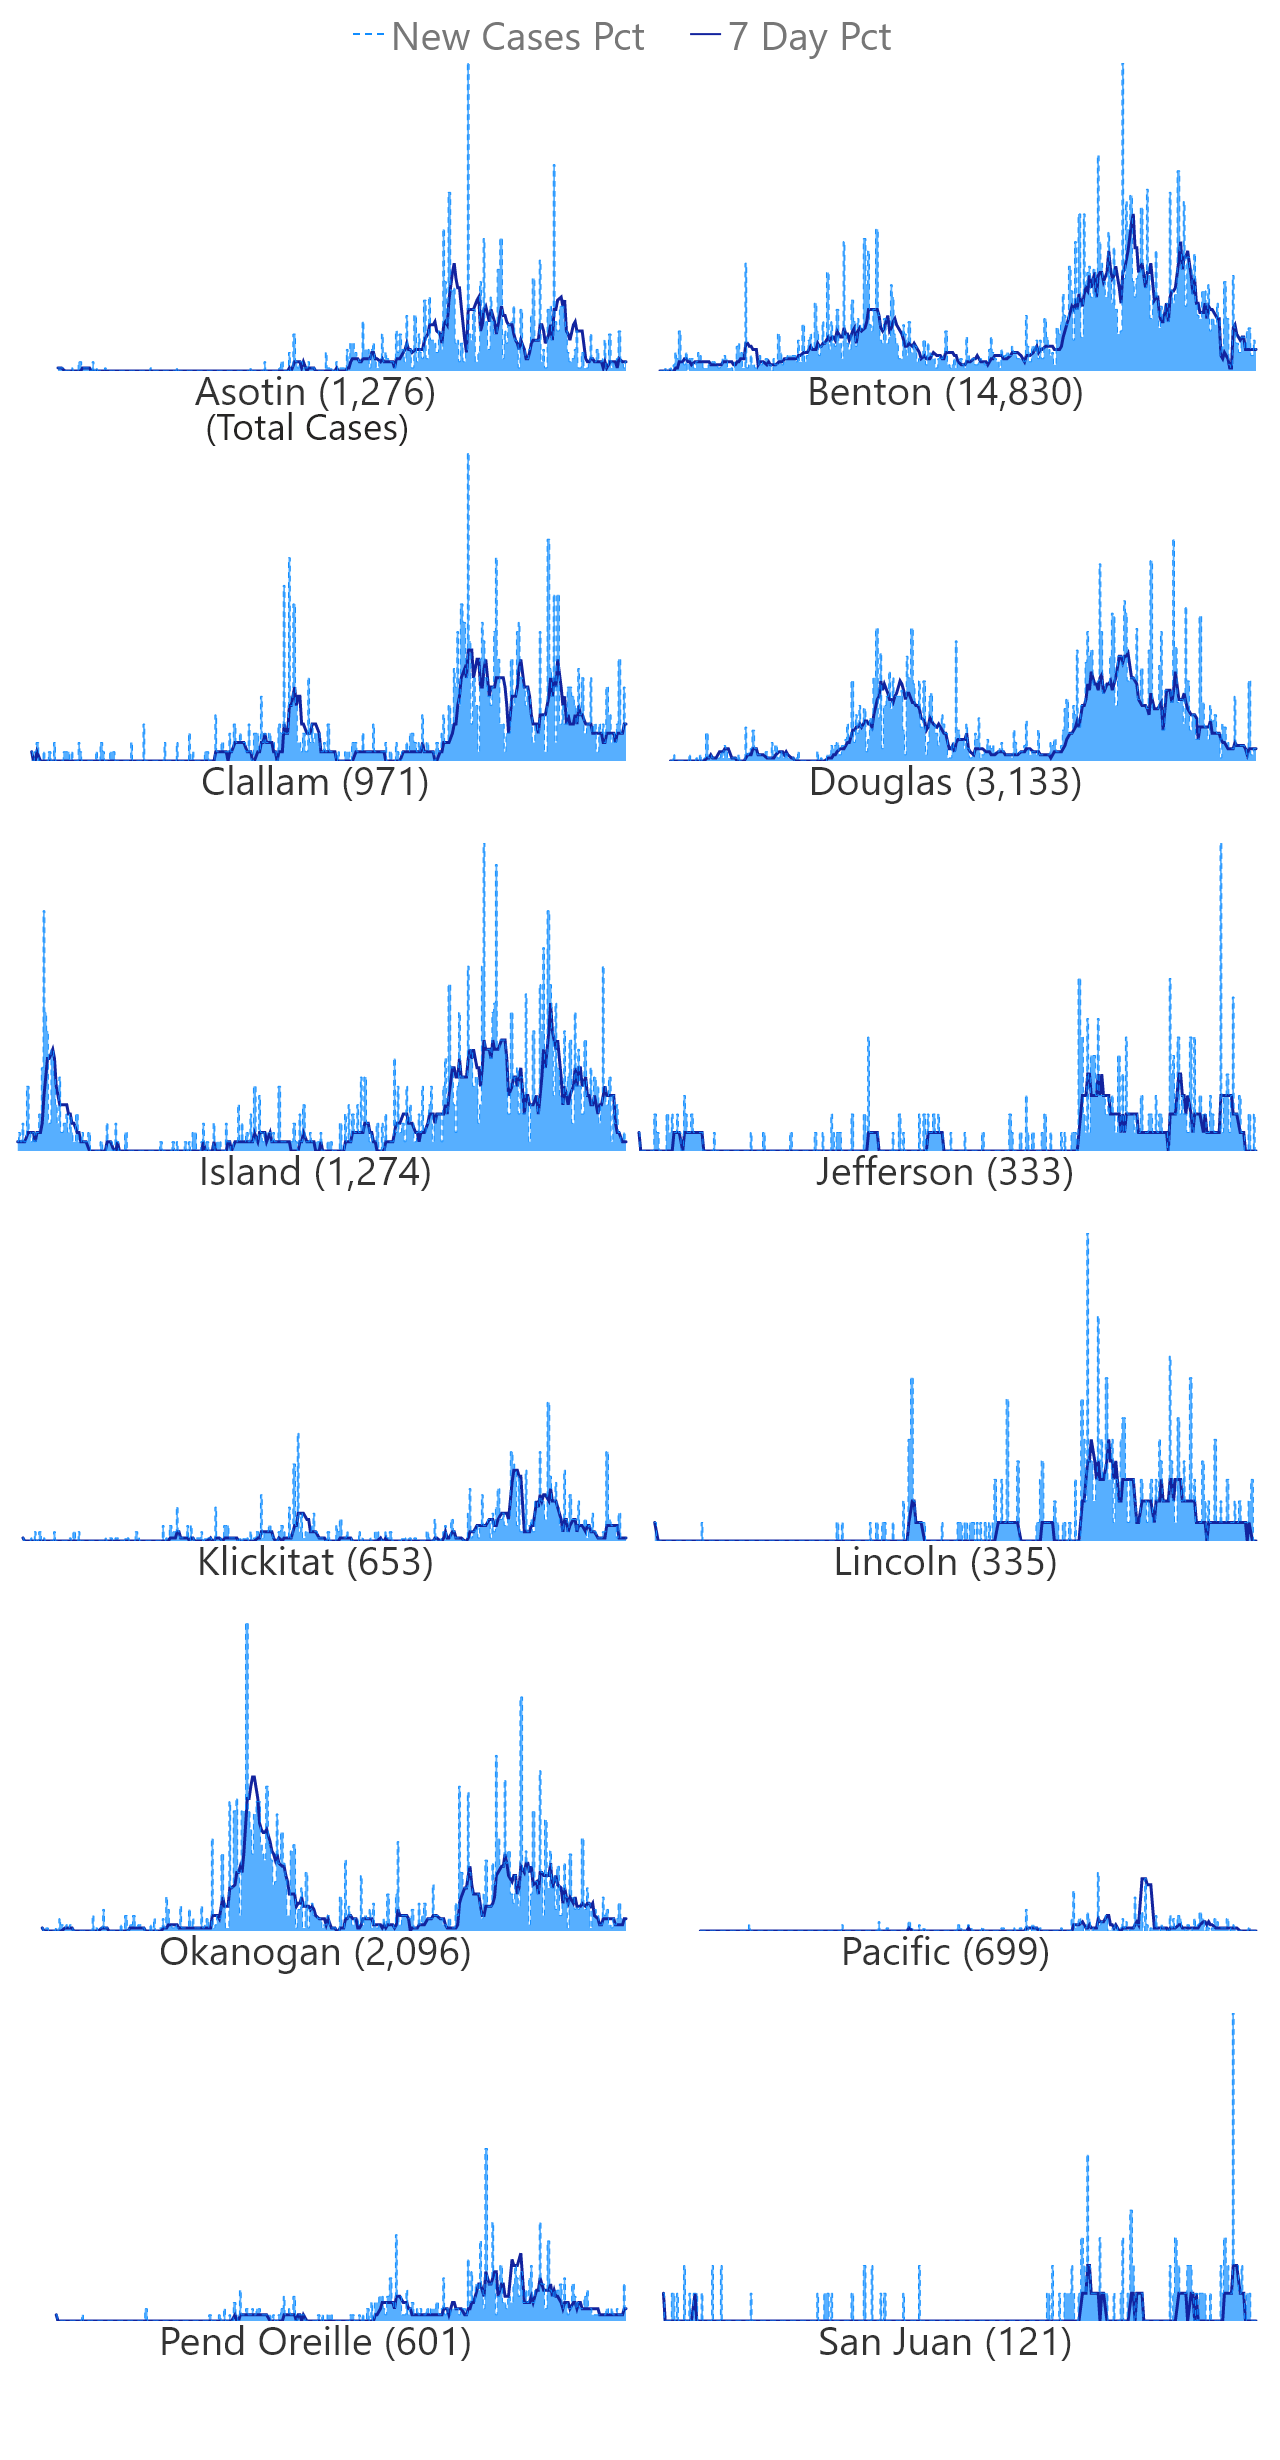 New Cases Pct 7 Day Pct
Asotin (1,276) Benton (14,830)
(Total Cases)
Clallam (971) Douglas (3,133)
Island (1,274) Jefferson (333)
Klickitat (653) Lincoln (335)
Okanogan (2,096) Pacific (699)
Pend Oreille (601) San Juan (121)